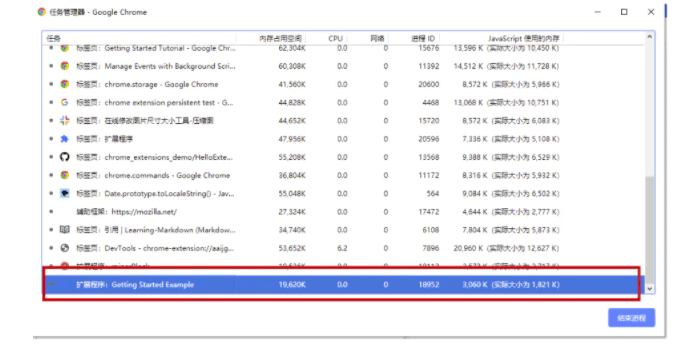 任务管理器 - Google Chrome
任务 内存占用空间 CPU 网络 进程 ID JavaScript 使用的内存
标签页: Getting Started Tutorial - Google Chr... 62,304K 0.0 0 15676 13,596 K (实际大小为 10,450 K)
标签页: Manage Events with Background Scri... 60,308K 0.0 0 11392 14,512 K (实际大小为 11,728 K)
标签页: chrome.storage - Google Chrome 41,560K 0.0 0 20600 8,572 K (实际大小为 5,966 K)
标签页: chrome extension persistent test - G... 44,828K 0.0 0 4468 13,068 K (实际大小为 10,751 K)
标签页: 在线修改图片尺寸大小工具-压缩图 44,652K 0.0 0 15720 8,572 K (实际大小为 6,083 K)
标签页: 扩展程序 47,956K 0.0 0 20596 7,336 K (实际大小为 5,108 K)
标签页: chrome_extensions_demo/HelloExte... 55,208K 0.0 0 13568 9,388 K (实际大小为 6,529 K)
标签页: chrome.commands - Google Chrome 36,804K 0.0 0 11172 8,316 K (实际大小为 5,932 K)
标签页: Date.prototype.toLocaleString() - Jav... 55,048K 0.0 0 564 9,084 K (实际大小为 6,502 K)
辅助框架: https://mozilla.net/ 27,324K 0.0 0 17472 4,644 K (实际大小为 2,777 K)
标签页: 引用 | Learning-Markdown (Markdow... 34,740K 0.0 0 6108 7,804 K (实际大小为 5,873 K)
标签页: DevTools - chrome-extension://aaijg... 53,652K 6.2 0 7896 20,960 K (实际大小为 12,627 K)
扩展程序: 0.0 0
扩展程序: Getting Started Example 19,620K 0.0 0 18952 3,060 K (实际大小为 1,821 K)
结束进程